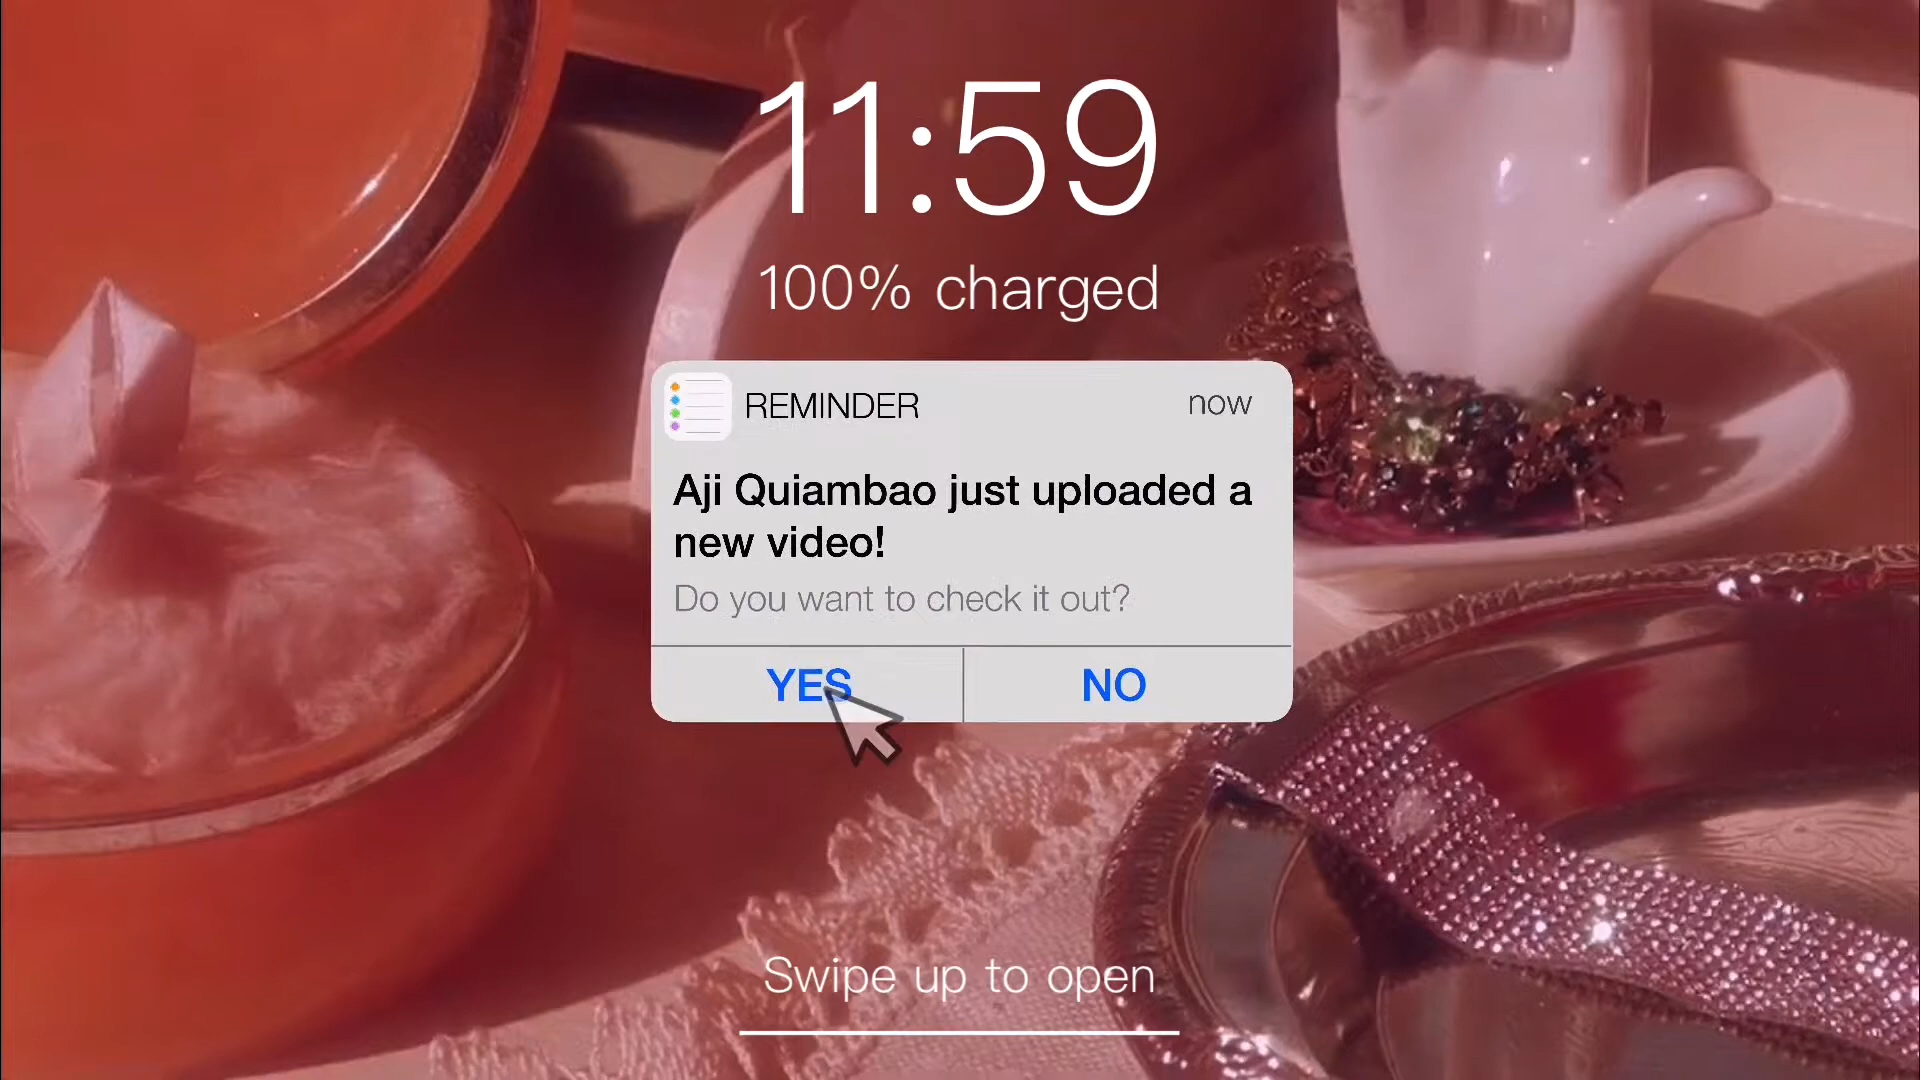 11:59
100% charged
REMINDER now
Aji Quiambao just uploaded a
new video!
Do you want to check it out?
YES NO
Swipe up to open